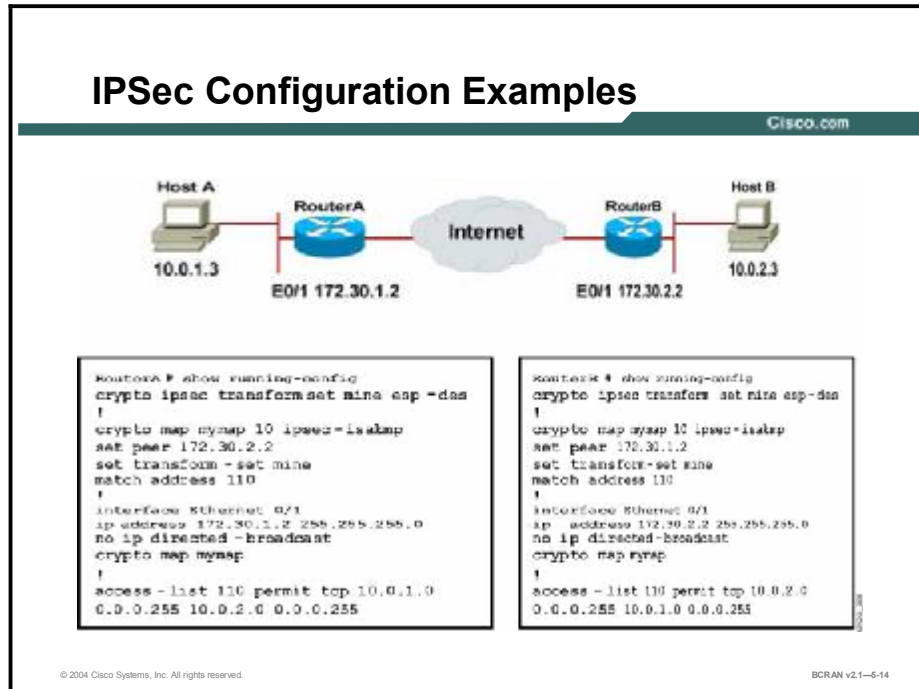 IPSec Configuration Examples
Cisco.com
Host A
RouterA
Internet
RouterB
Host B
10.0.1.3
E0/1 172.30.1.2
E0/1 172.30.2.2
10.0.2.3
RouterA # show running-config
crypto ipsec transform set mine esp -des
!
crypto map mymap 10 ipsec-isakmp
set peer 172.30.2.2
set transform - set mine
match address 110
!
interface Ethernet 0/1
ip address 172.30.1.2 255.255.255.0
no ip directed - broadcast
crypto map mymap
!
access - list 110 permit tcp 10.0.1.0
0.0.0.255 10.0.2.0 0.0.0.255
RouterB # show running-config
crypto ipsec transform set mine esp-des
!
crypto map mymap 10 ipsec-isakmp
set peer 172.30.1.2
set transform-set mine
match address 110
!
interface Ethernet 0/1
ip address 172.30.2.2 255.255.255.0
no ip directed-broadcast
crypto map mymap
!
access - list 110 permit tcp 10.0.2.0
0.0.0.255 10.0.1.0 0.0.0.255
© 2004 Cisco Systems, Inc. All rights reserved.
BCRAN v2.1—5-14